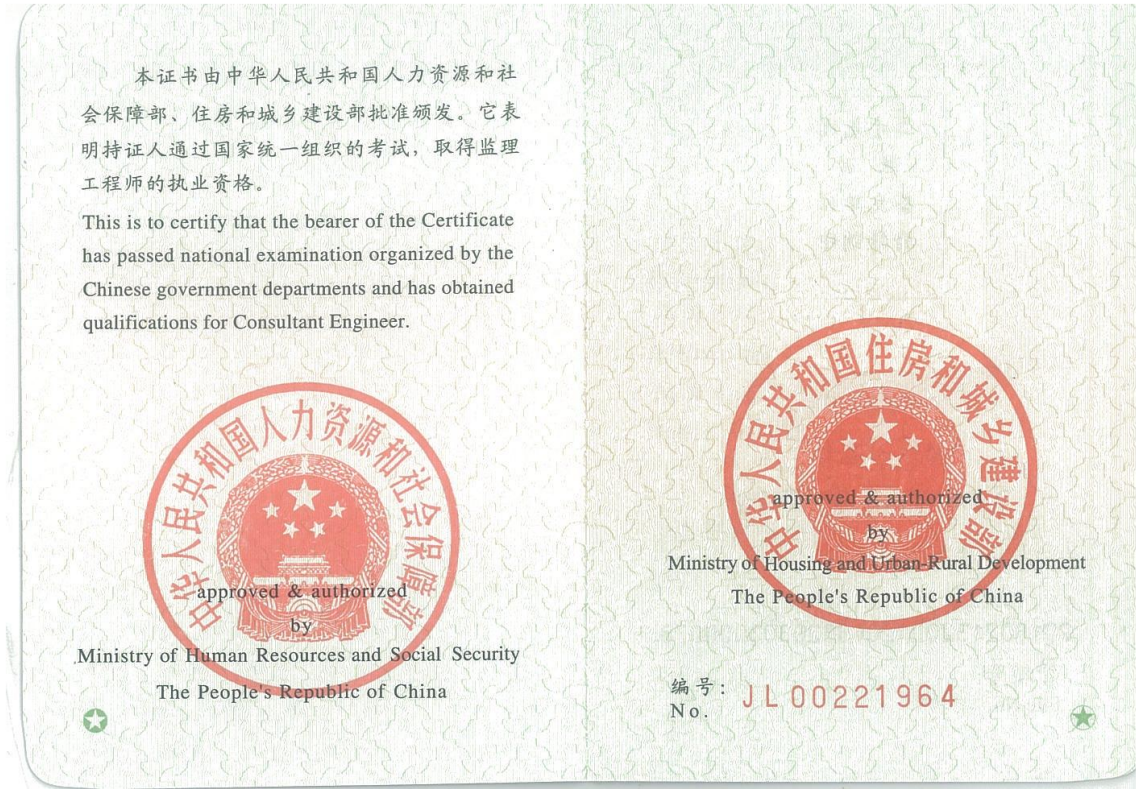 本证书由中华人民共和国人力资源和社
会保障部、住房和城乡建设部批准颁发。它表
明持证人通过国家统一组织的考试，取得监理
工程师的执业资格。
This is to certify that the bearer of the Certificate
has passed national examination organized by the
Chinese government departments and has obtained
qualifications for Consultant Engineer.
中华人民共和国人力资源和社会保障部
approved & authorized
by
Ministry of Human Resources and Social Security
The People's Republic of China
中华人民共和国住房和城乡建设部
approved & authorized
by
Ministry of Housing and Urban-Rural Development
The People's Republic of China
编号: JL00221964
No.